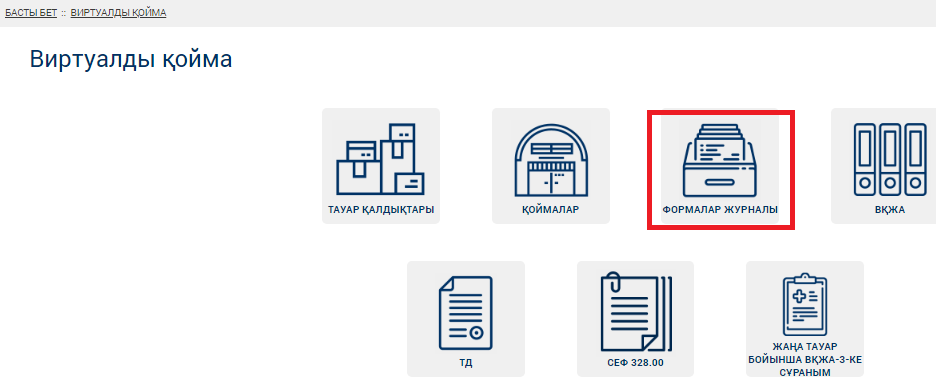 БАСТЫ БЕТ :: ВИРТУАЛДЫ ҚОЙМА
Виртуалды қойма
ТАУАР ҚАЛДЫҚТАРЫ
ҚОЙМАЛАР
ФОРМАЛАР ЖУРНАЛЫ
ВҚЖА
ТД
СЕФ 328.00
ЖАҢА ТАУАР
БОЙЫНША ВҚЖА-3-КЕ
СҰРАНЫМ